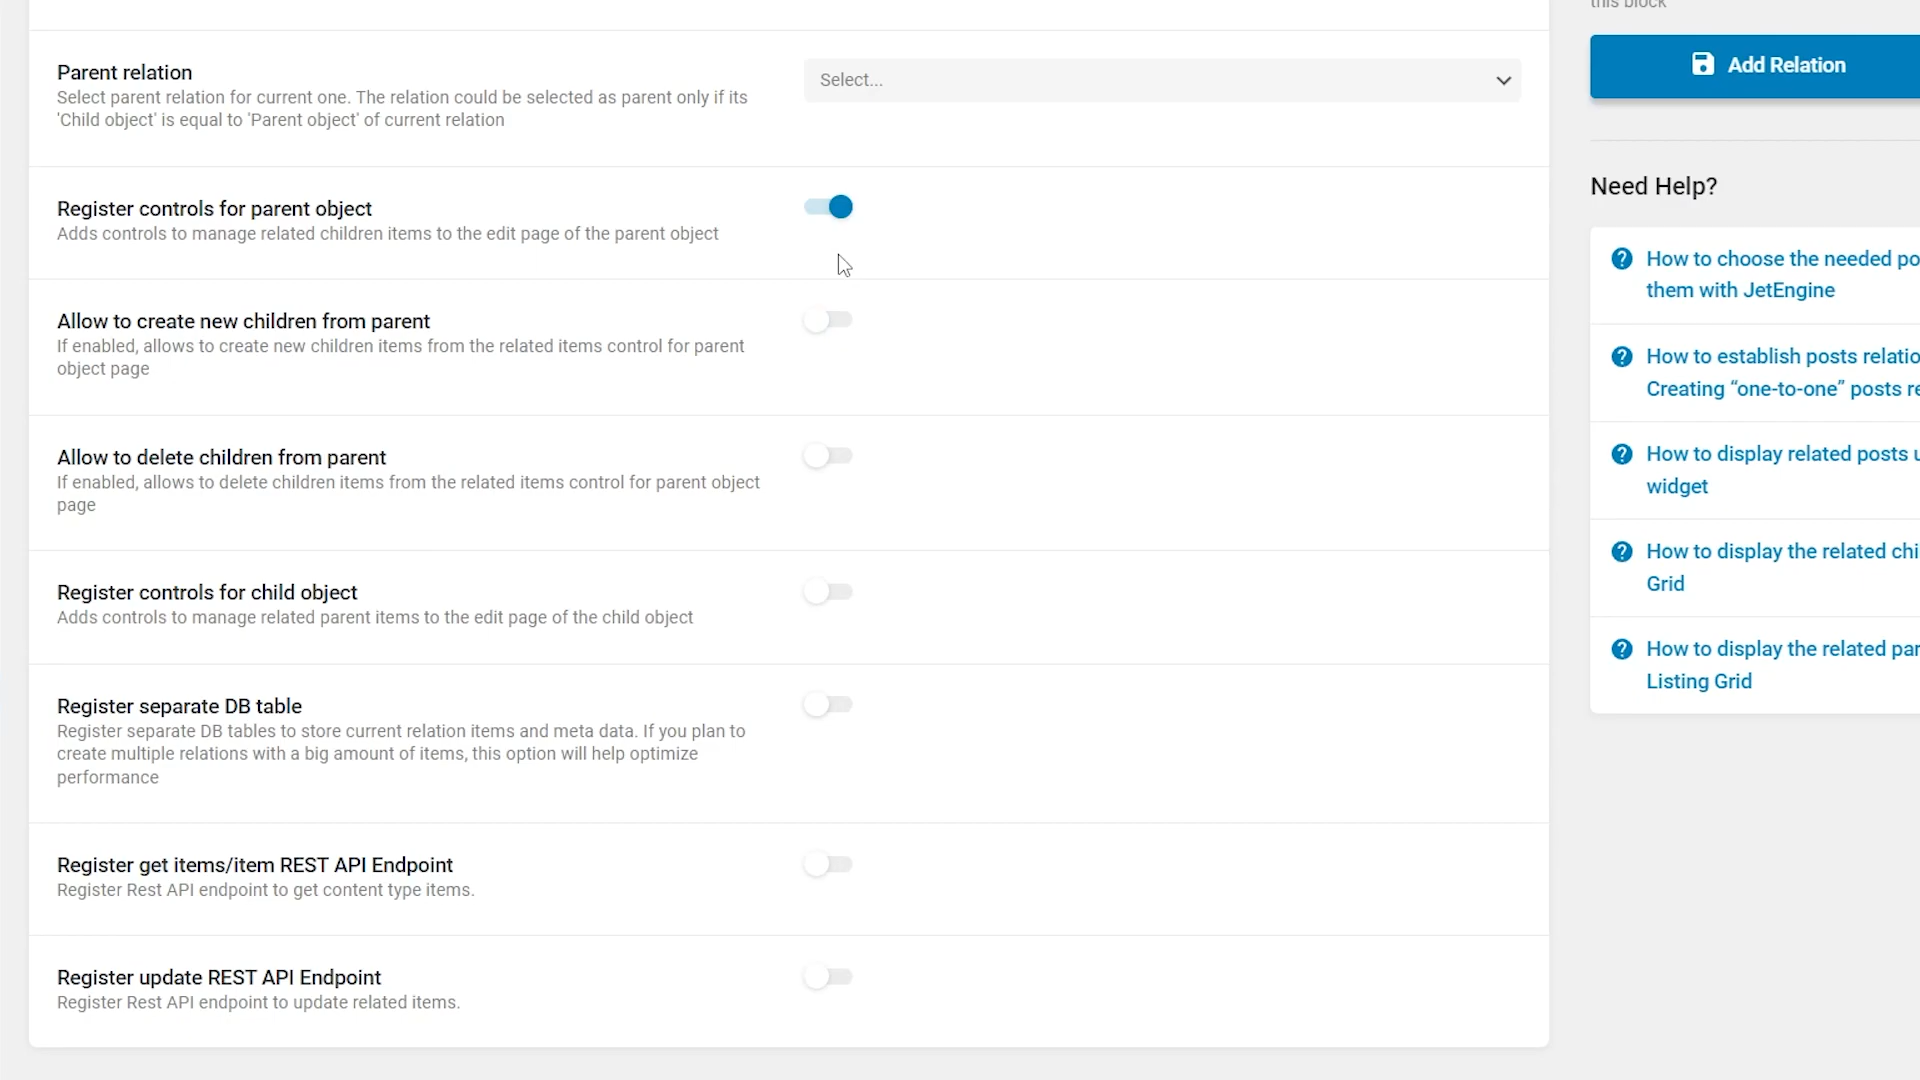 this block
Add Relation
Parent relation
Select parent relation for current one. The relation could be selected as parent only if its
'Child object' is equal to 'Parent object' of current relation
Select...
Register controls for parent object
Adds controls to manage related children items to the edit page of the parent object
Allow to create new children from parent
If enabled, allows to create new children items from the related items control for parent
object page
Allow to delete children from parent
If enabled, allows to delete children items from the related items control for parent object
page
Register controls for child object
Adds controls to manage related parent items to the edit page of the child object
Register separate DB table
Register separate DB tables to store current relation items and meta data. If you plan to
create multiple relations with a big amount of items, this option will help optimize
performance
Register get items/item REST API Endpoint
Register Rest API endpoint to get content type items.
Register update REST API Endpoint
Register Rest API endpoint to update related items.
Need Help?
How to choose the needed po
them with JetEngine
How to establish posts relatio
Creating “one-to-one” posts re
How to display related posts u
widget
How to display the related chi
Grid
How to display the related par
Listing Grid